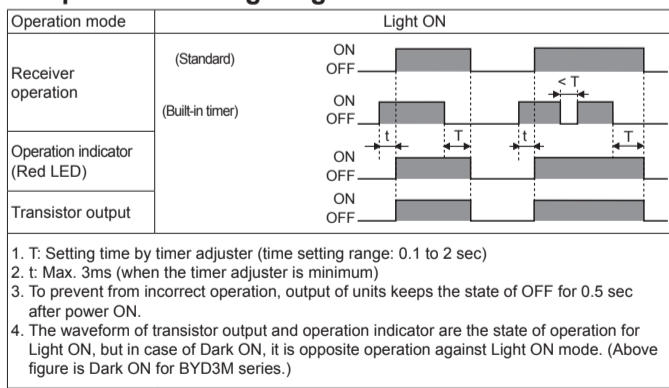 Operation mode
Light ON
Receiver
operation
(Standard)
ON
OFF
< T
(Built-in timer)
ON
OFF
t
T
t
T
Operation indicator
(Red LED)
ON
OFF
Transistor output
ON
OFF
1. T: Setting time by timer adjuster (time setting range: 0.1 to 2 sec)
2. t: Max. 3ms (when the timer adjuster is minimum)
3. To prevent from incorrect operation, output of units keeps the state of OFF for 0.5 sec
after power ON.
4. The waveform of transistor output and operation indicator are the state of operation for
Light ON, but in case of Dark ON, it is opposite operation against Light ON mode. (Above
figure is Dark ON for BYD3M series.)